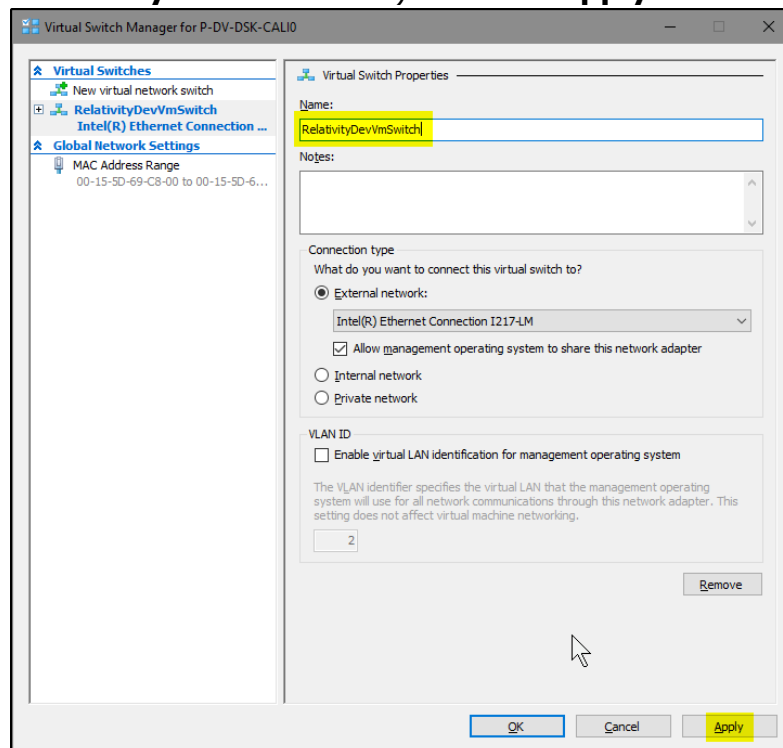 Virtual Switch Manager for P-DV-DSK-CALI0
Virtual Switches
New virtual network switch
RelativityDevVmSwitch
Intel(R) Ethernet Connection ...
Global Network Settings
MAC Address Range
00-15-5D-69-C8-00 to 00-15-5D-6...
Virtual Switch Properties
Name:
RelativityDevVmSwitch
Notes:
Connection type
What do you want to connect this virtual switch to?
External network:
Intel(R) Ethernet Connection I217-LM
Allow management operating system to share this network adapter
Internal network
Private network
VLAN ID
Enable virtual LAN identification for management operating system
The VLAN identifier specifies the virtual LAN that the management operating
system will use for all network communications through this network adapter. This
setting does not affect virtual machine networking.
2
Remove
OK Cancel Apply